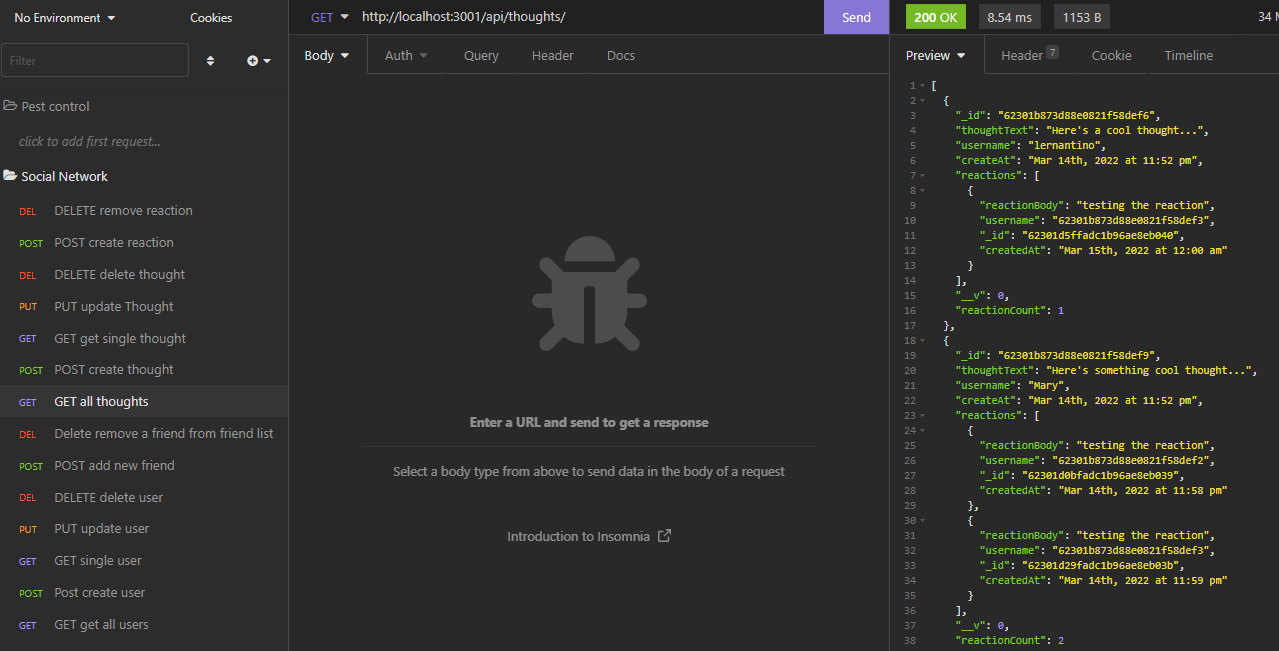 No Environment
Cookies
Filter
Pest control
click to add first request...
Social Network
DEL DELETE remove reaction
POST POST create reaction
DEL DELETE delete thought
PUT PUT update Thought
GET GET get single thought
POST POST create thought
GET GET all thoughts
DEL Delete remove a friend from friend list
POST POST add new friend
DEL DELETE delete user
PUT PUT update user
GET GET single user
POST Post create user
GET GET get all users
GET http://localhost:3001/api/thoughts/ Send
Body Auth Query Header Docs
Enter a URL and send to get a response
Select a body type from above to send data in the body of a request
Introduction to Insomnia
200 OK 8.54 ms 1153 B 34 M
Preview Header 7 Cookie Timeline
1 [
2 {
3 "_id": "62301b873d88e0821f58def6",
4 "thoughtText": "Here's a cool thought...",
5 "username": "lernantino",
6 "createAt": "Mar 14th, 2022 at 11:52 pm",
7 "reactions": [
8 {
9 "reactionBody": "testing the reaction",
10 "username": "62301b873d88e0821f58def3",
11 "_id": "62301d5ffadc1b96ae8eb040",
12 "createdAt": "Mar 15th, 2022 at 12:00 am"
13 }
14 ],
15 "__v": 0,
16 "reactionCount": 1
17 },
18 {
19 "_id": "62301b873d88e0821f58def9",
20 "thoughtText": "Here's something cool thought...",
21 "username": "Mary",
22 "createAt": "Mar 14th, 2022 at 11:52 pm",
23 "reactions": [
24 {
25 "reactionBody": "testing the reaction",
26 "username": "62301b873d88e0821f58def2",
27 "_id": "62301d0bfadc1b96ae8eb039",
28 "createdAt": "Mar 14th, 2022 at 11:58 pm"
29 },
30 {
31 "reactionBody": "testing the reaction",
32 "username": "62301b873d88e0821f58def3",
33 "_id": "62301d29fadc1b96ae8eb03b",
34 "createdAt": "Mar 14th, 2022 at 11:59 pm"
35 }
36 ],
37 "__v": 0,
38 "reactionCount": 2